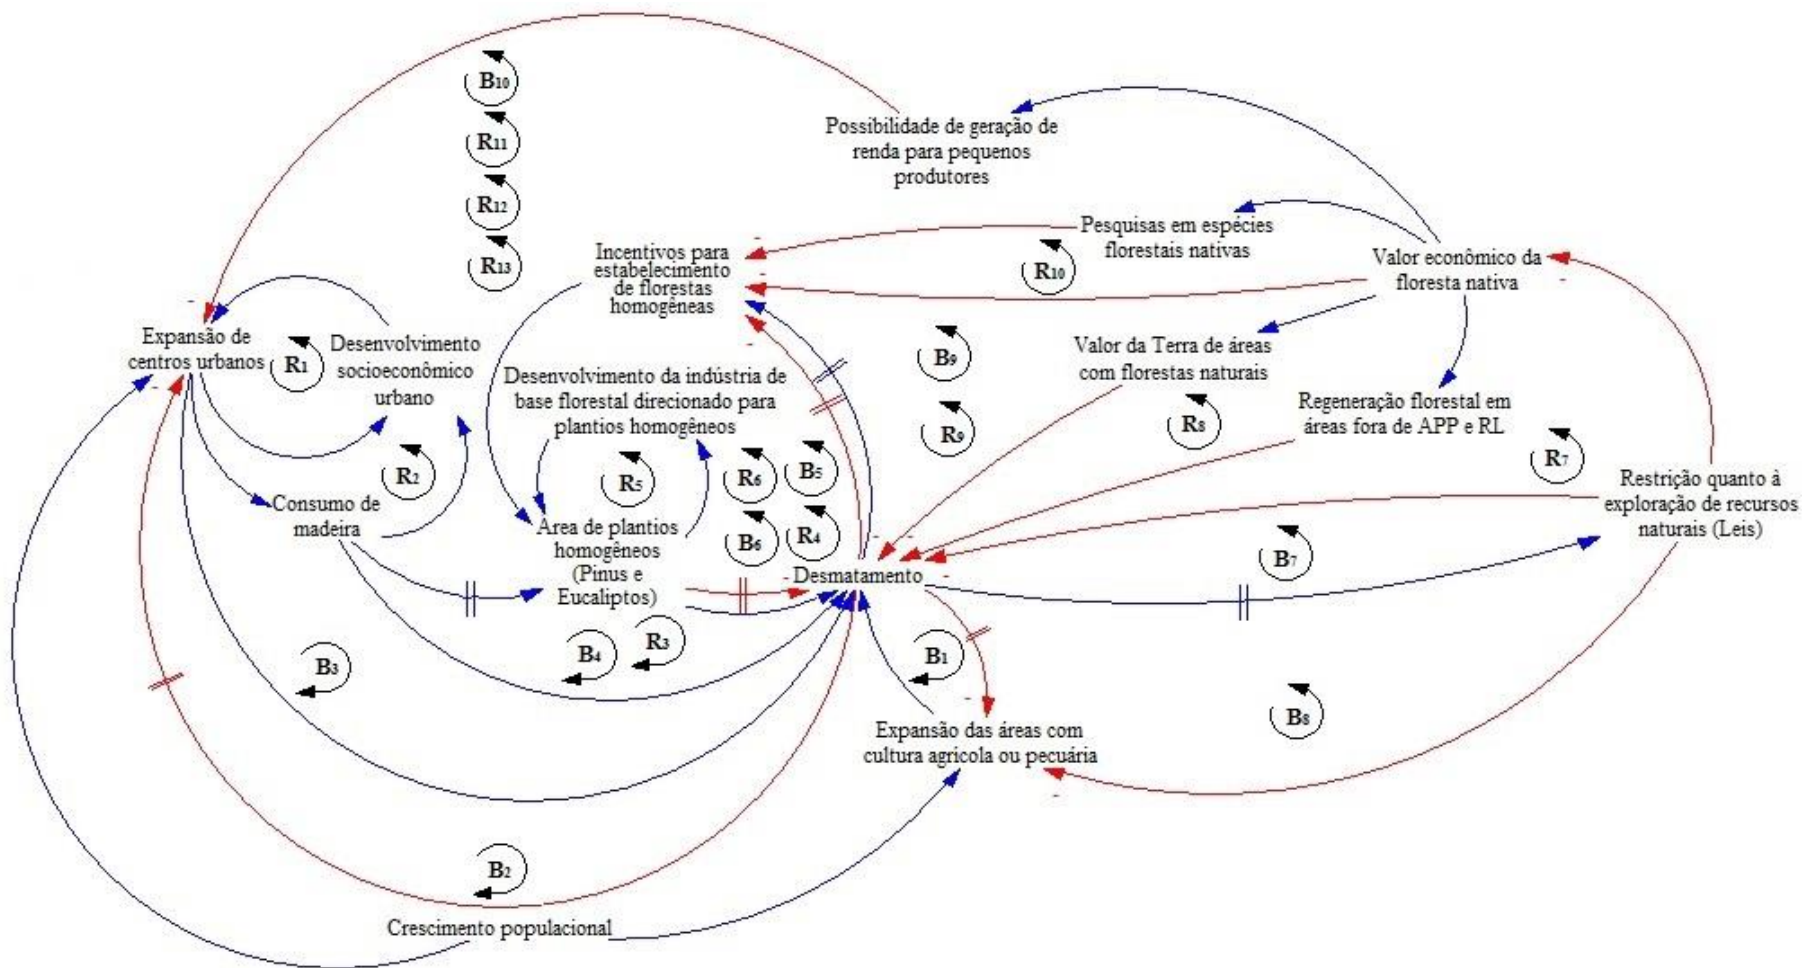 B10
R11
R12
R13
Possibilidade de geração de
renda para pequenos
produtores
Pesquisas em espécies
florestais nativas
Incentivos para
estabelecimento
de florestas
homogêneas
R10
Valor econômico da
floresta nativa
Expansão de
centros urbanos
R1
Desenvolvimento
socioeconômico
urbano
Desenvolvimento da indústria de
base florestal direcionado para
plantios homogêneos
B9
Valor da Terra de áreas
com florestas naturais
Regeneração florestal em
áreas fora de APP e RL
R9
R8
R7
R2
R5
R6
B5
Restrição quanto à
exploração de recursos
naturais (Leis)
Consumo de
madeira
Área de plantios
homogêneos
(Pinus e
Eucaliptos)
B6
R4
Desmatamento
B7
B3
B4
R3
B1
B8
Expansão das áreas com
cultura agrícola ou pecuária
B2
Crescimento populacional